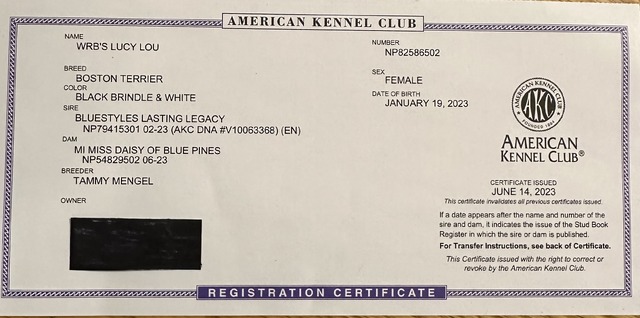 AMERICAN KENNEL CLUB
NAME
WRB'S LUCY LOU
NUMBER
NP82586502
BREED
BOSTON TERRIER
SEX
FEMALE
COLOR
BLACK BRINDLE & WHITE
DATE OF BIRTH
JANUARY 19, 2023
SIRE
BLUESTYLES LASTING LEGACY
NP79415301 02-23 (AKC DNA #V10063368) (EN)
DAM
MI MISS DAISY OF BLUE PINES
NP54829502 06-23
BREEDER
TAMMY MENGEL
OWNER
AMERICAN KENNEL CLUB
AKC
FOUNDED 1884
AMERICAN
KENNEL CLUB®
CERTIFICATE ISSUED
JUNE 14, 2023
This certificate invalidates all previous certificates issued.
If a date appears after the name and number of the
sire and dam, it indicates the issue of the Stud Book
Register in which the sire or dam is published.
For Transfer Instructions, see back of Certificate.
This Certificate issued with the right to correct or
revoke by the American Kennel Club.
REGISTRATION CERTIFICATE